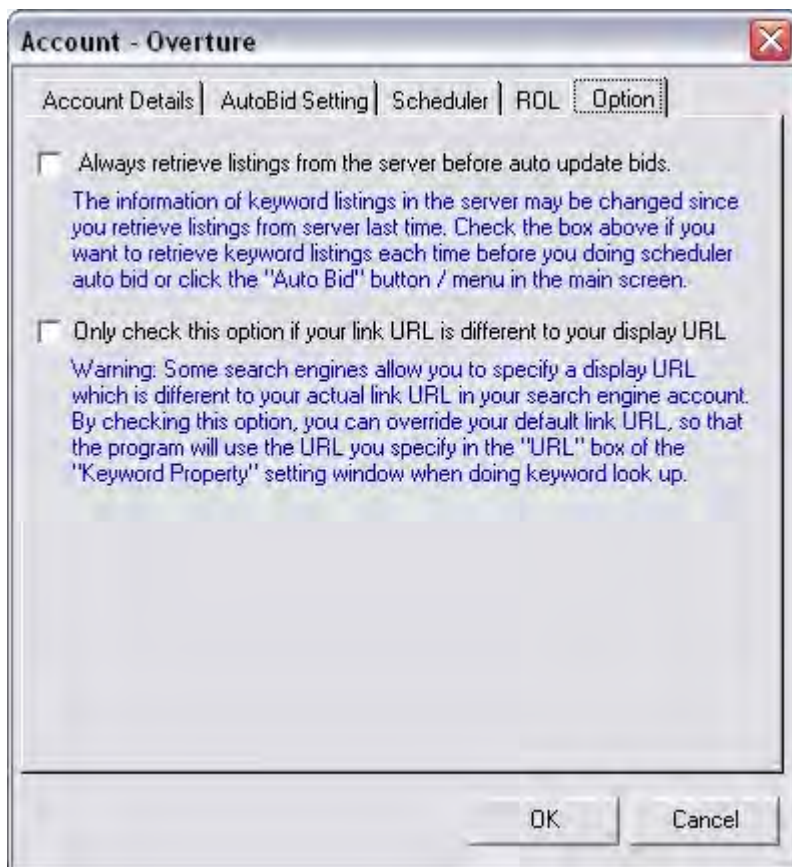 Account - Overture
Account Details AutoBid Setting Scheduler ROL Option
Always retrieve listings from the server before auto update bids.
The information of keyword listings in the server may be changed since
you retrieve listings from server last time. Check the box above if you
want to retrieve keyword listings each time before you doing scheduler
auto bid or click the "Auto Bid" button / menu in the main screen.
Only check this option if your link URL is different to your display URL
Warning: Some search engines allow you to specify a display URL
which is different to your actual link URL in your search engine account.
By checking this option, you can override your default link URL, so that
the program will use the URL you specify in the "URL" box of the
"Keyword Property" setting window when doing keyword look up.
OK Cancel